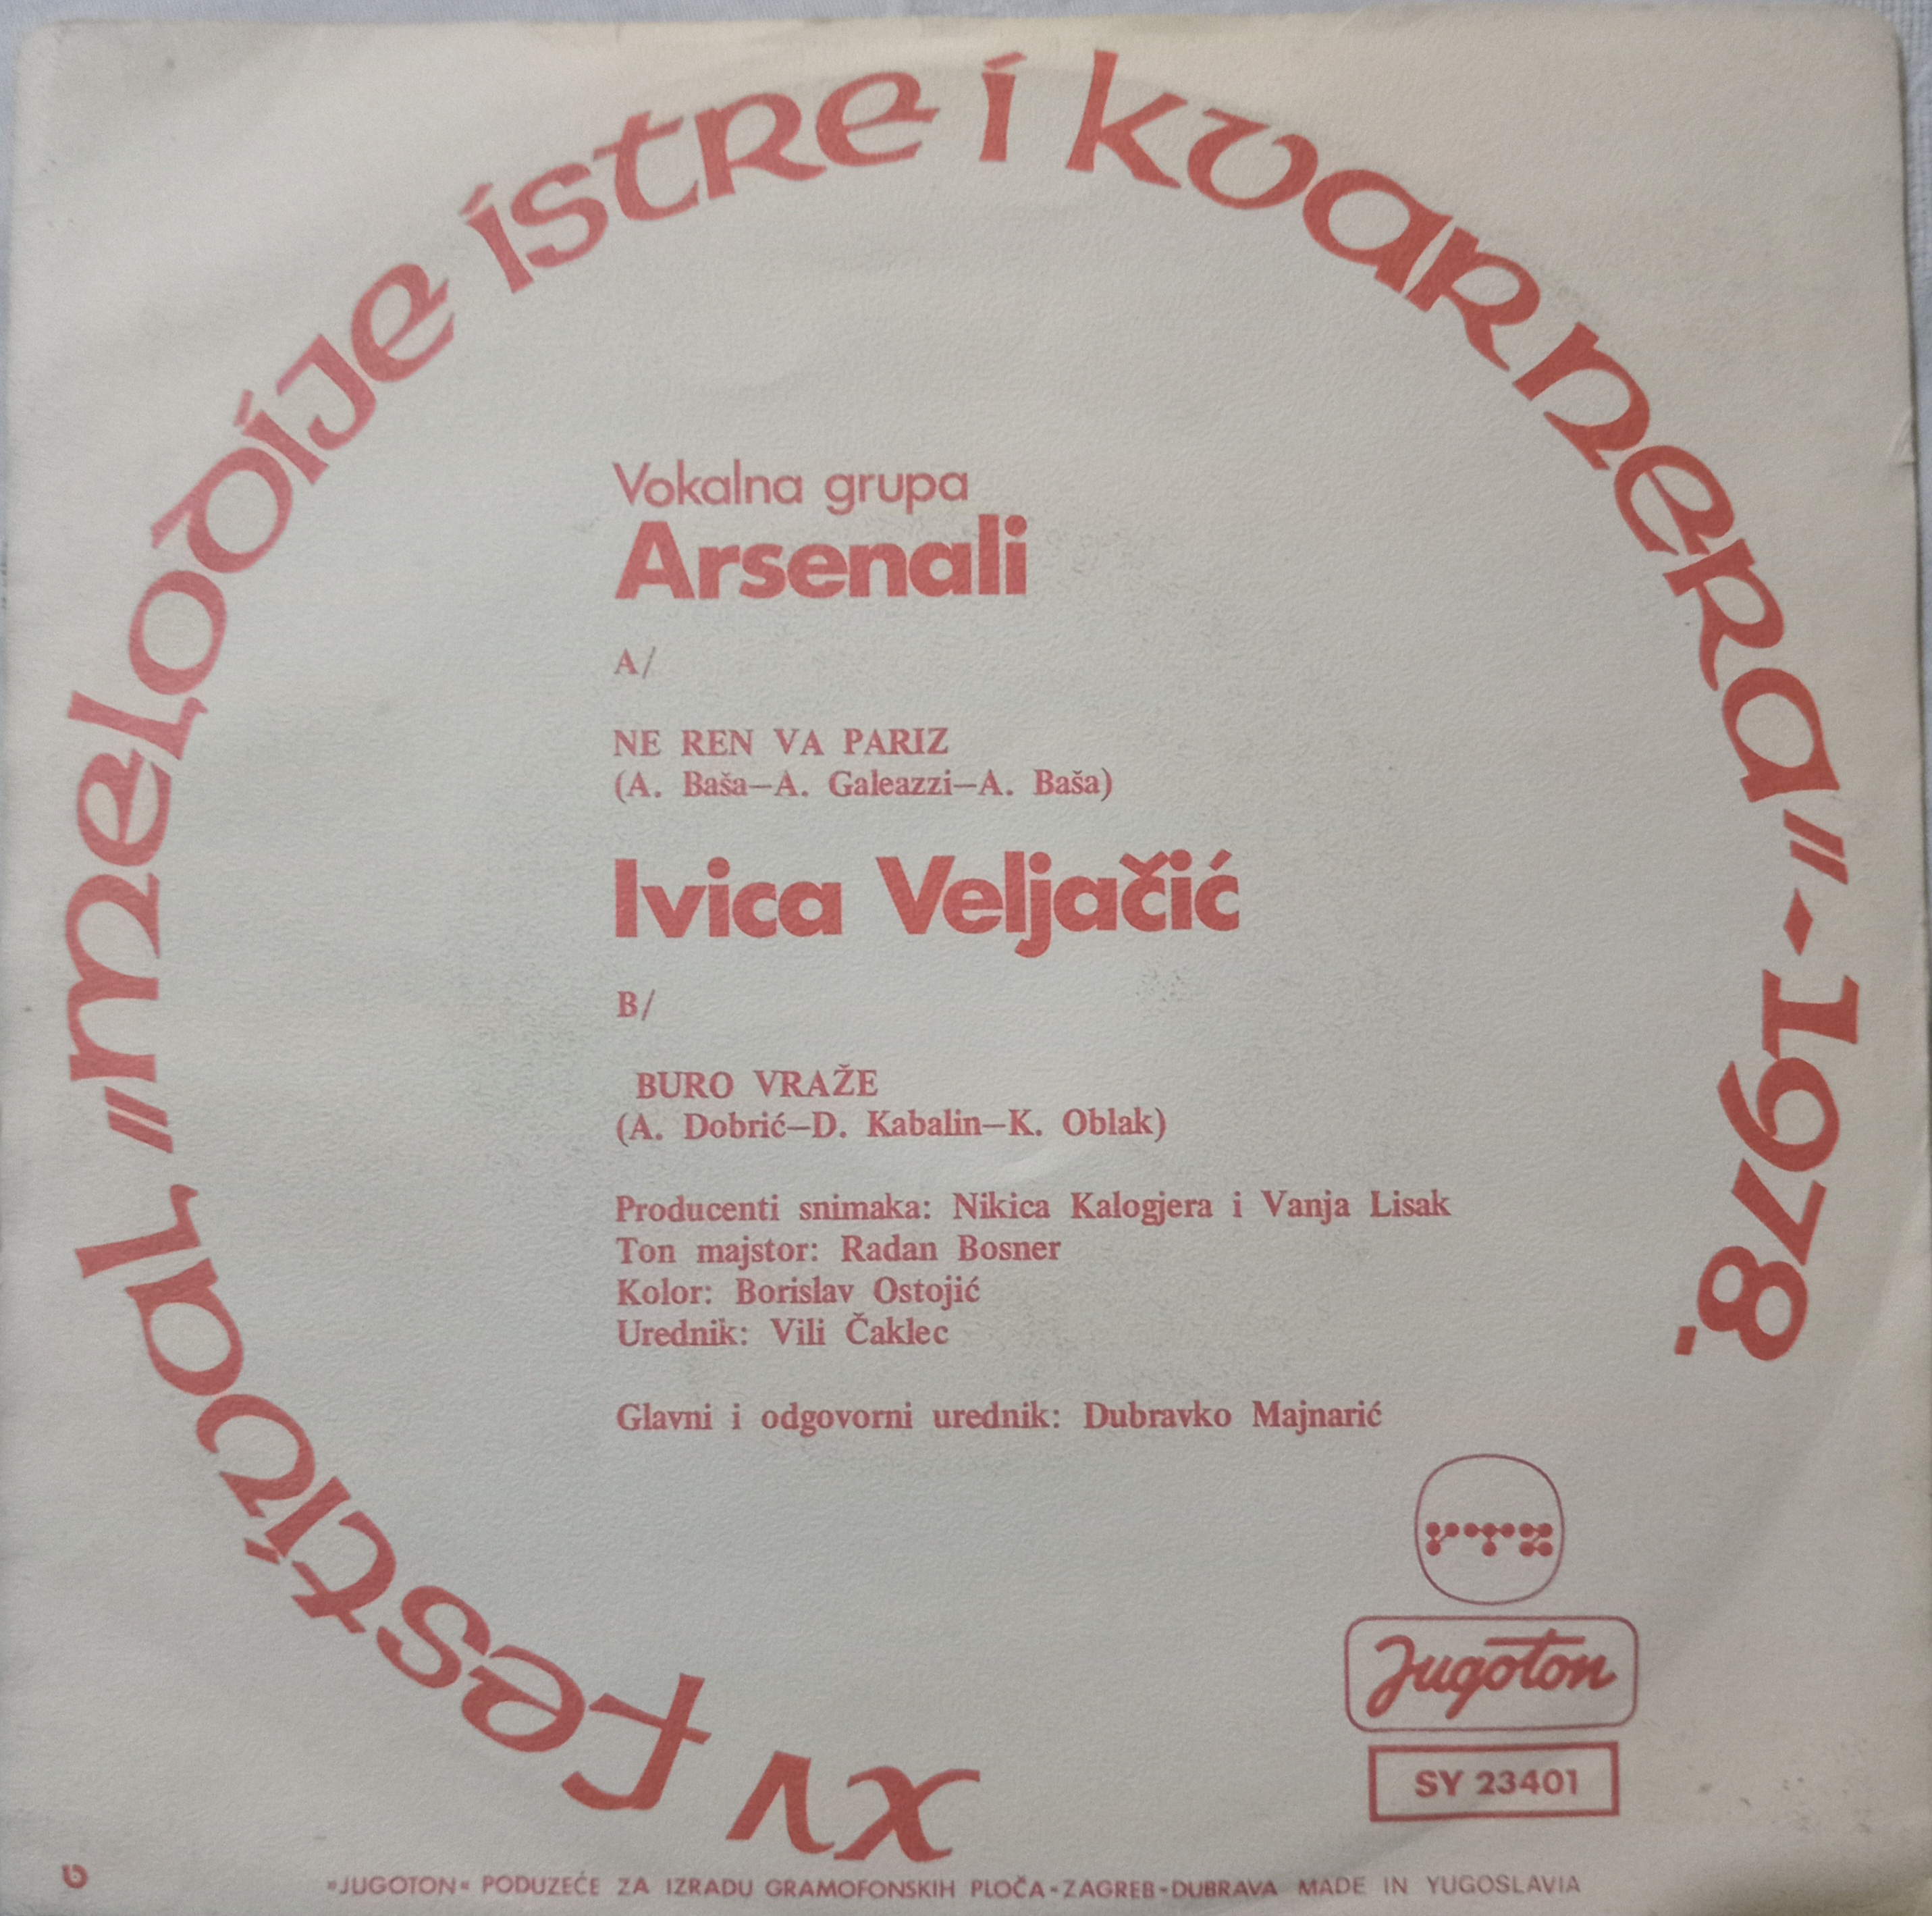 xv festival "melodije istre i kvarnera" - 1978.
Vokalna grupa
Arsenali
A/
NE REN VA PARIZ
(A. Baša—A. Galeazzi—A. Baša)
Ivica Veljačić
B/
BURO VRAŽE
(A. Dobrić—D. Kabalin—K. Oblak)
Producenti snimaka: Nikica Kalogjera i Vanja Lisak
Ton majstor: Radan Bosner
Kolor: Borislav Ostojić
Urednik: Vili Čaklec
Glavni i odgovorni urednik: Dubravko Majnarić
rtz
Jugoton
SY 23401
»JUGOTON« PODUZEĆE ZA IZRADU GRAMOFONSKIH PLOČA-ZAGREB-DUBRAVA MADE IN YUGOSLAVIA